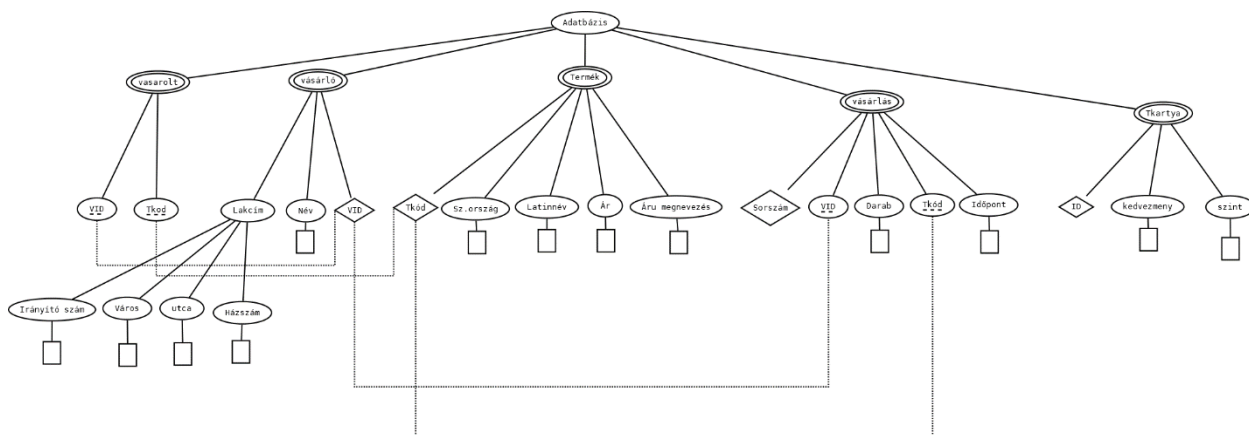 Adatbázis
vasarolt
vásárló
Termék
vásárlás
Tkartya
VID
Tkod
Lakcím
Név
VID
Tkód
Sz.ország
Latinnév
Ár
Áru megnevezés
Sorszám
VID
Darab
Tkód
Időpont
ID
kedvezmeny
szint
Irányító szám
Város
utca
Házszám